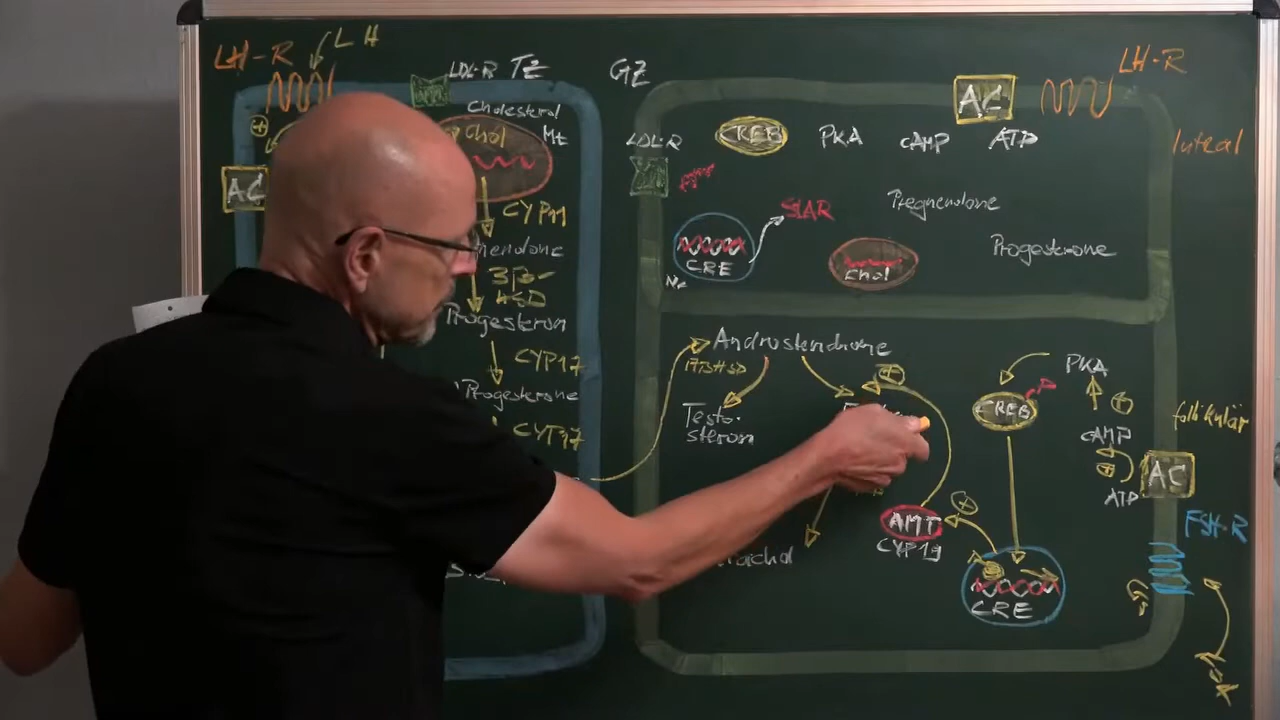 LH-R
LH
AC
LDL-R TZ
Cholesterol
Chol
Mt
CYP11
3β-
HSD
Progesteron
CYP17
Progesterone
CYP17
GZ
LDL-R
CREB
PKA
cAMP
ATP
AC
LH-R
luteal
StAR
Pregnenolone
CRE
Chol
Progesterone
Nc
Androstendione
17βHSD
Testo-
steron
AMT
CYP19
CREB
PKA
cAMP
ATP
AC
follikulär
FSH-R
CRE